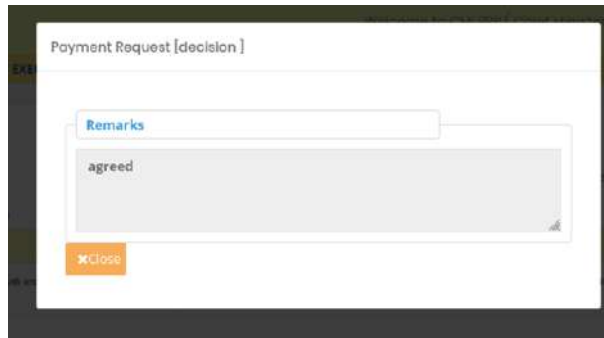 Payment Request [decision ]
Remarks
agreed
×Close